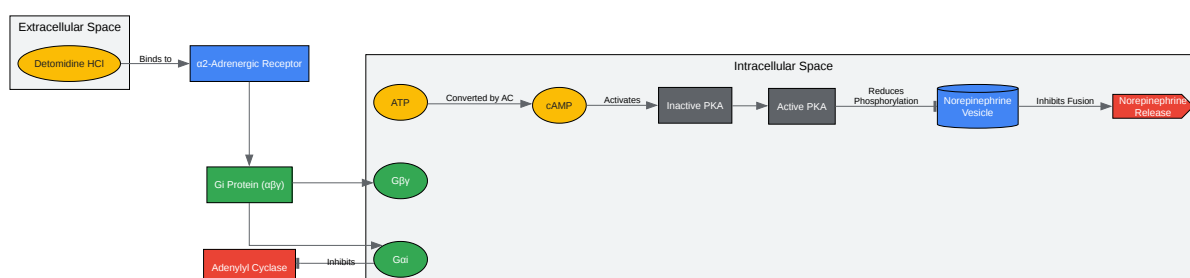 Extracellular Space
Detomidine HCl
Binds to
α2-Adrenergic Receptor
Intracellular Space
ATP
Converted by AC
cAMP
Activates
Inactive PKA
Active PKA
Reduces
Phosphorylation
Norepinephrine
Vesicle
Inhibits Fusion
Norepinephrine
Release
Gi Protein (αβγ)
Gβγ
Adenylyl Cyclase
Inhibits
Gαi